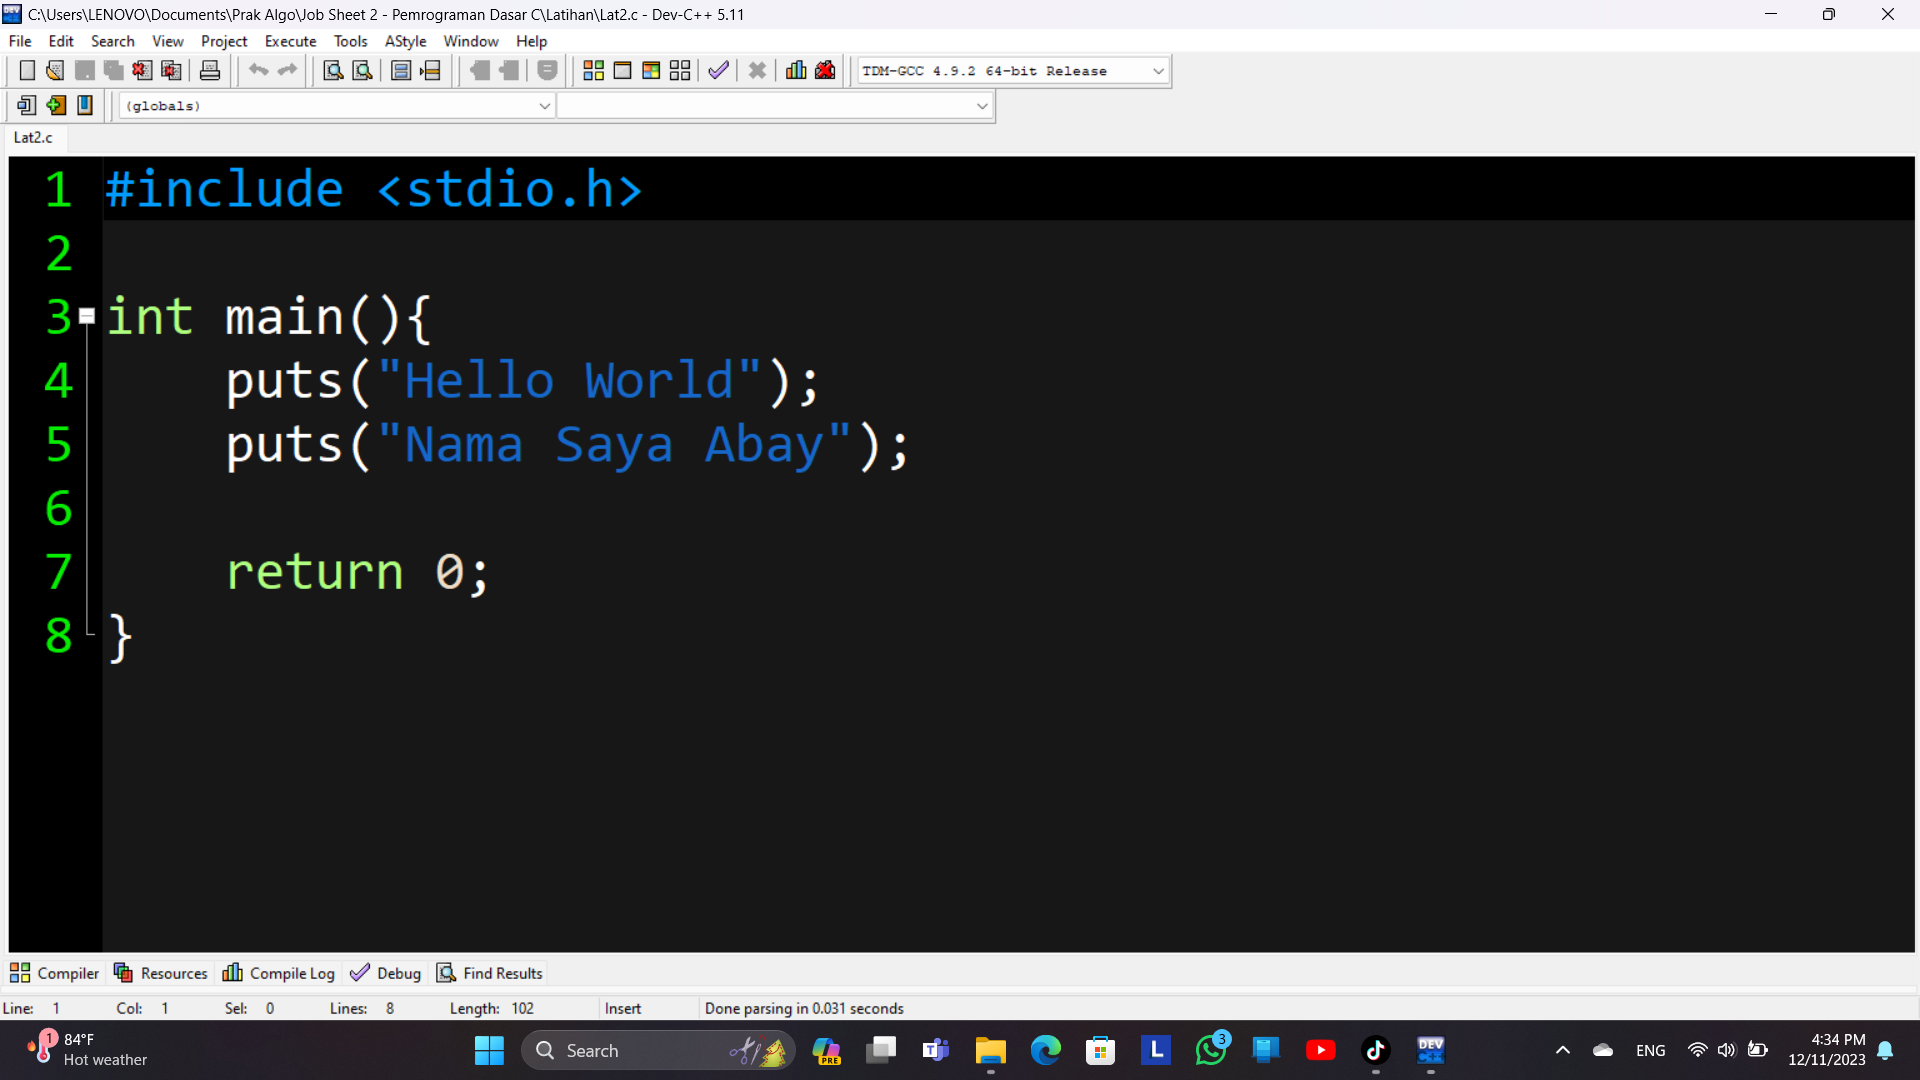 C:\Users\LENOVO\Documents\Prak Algo\Job Sheet 2 - Pemrograman Dasar C\Latihan\Lat2.c - Dev-C++ 5.11
File Edit Search View Project Execute Tools AStyle Window Help
TDM-GCC 4.9.2 64-bit Release
(globals)
Lat2.c
1 #include <stdio.h>
2
3 int main(){
4 puts("Hello World");
5 puts("Nama Saya Abay");
6
7 return 0;
8 }
Compiler Resources Compile Log Debug Find Results
Line: 1 Col: 1 Sel: 0 Lines: 8 Length: 102 Insert Done parsing in 0.031 seconds
1 84°F
Hot weather
Search
PRE
T
L
3
DEV C++
ENG
4:34 PM
12/11/2023